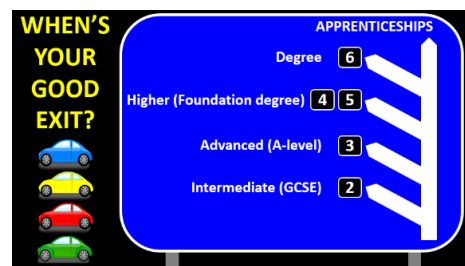 WHEN'S
YOUR
GOOD
EXIT?
APPRENTICESHIPS
Degree 6
Higher (Foundation degree) 4 5
Advanced (A-level) 3
Intermediate (GCSE) 2